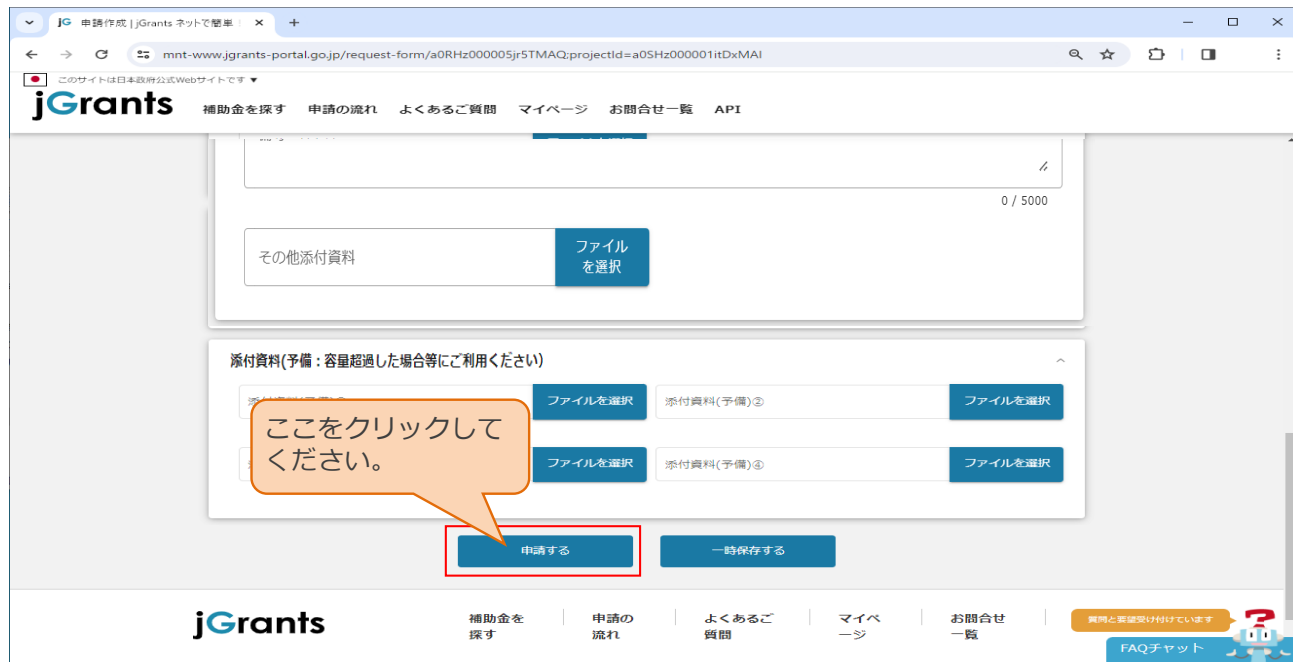 jG 申請作成 | jGrants ネットで簡単
mnt-www.jgrants-portal.go.jp/request-form/a0RHz000005jr5TMAQ;projectId=a0SHz000001itDxMAI
このサイトは日本政府公式Webサイトです ▼
jGrants 補助金を探す 申請の流れ よくあるご質問 マイページ お問合せ一覧 API
0 / 5000
その他添付資料
ファイル
を選択
添付資料(予備：容量超過した場合等にご利用ください)
ファイルを選択 添付資料(予備)② ファイルを選択
ここをクリックして
ください。
ファイルを選択 添付資料(予備)④ ファイルを選択
申請する 一時保存する
jGrants
補助金を
探す
申請の
流れ
よくあるご
質問
マイペ
ージ
お問合せ
一覧
質問と要望受け付けています
FAQチャット